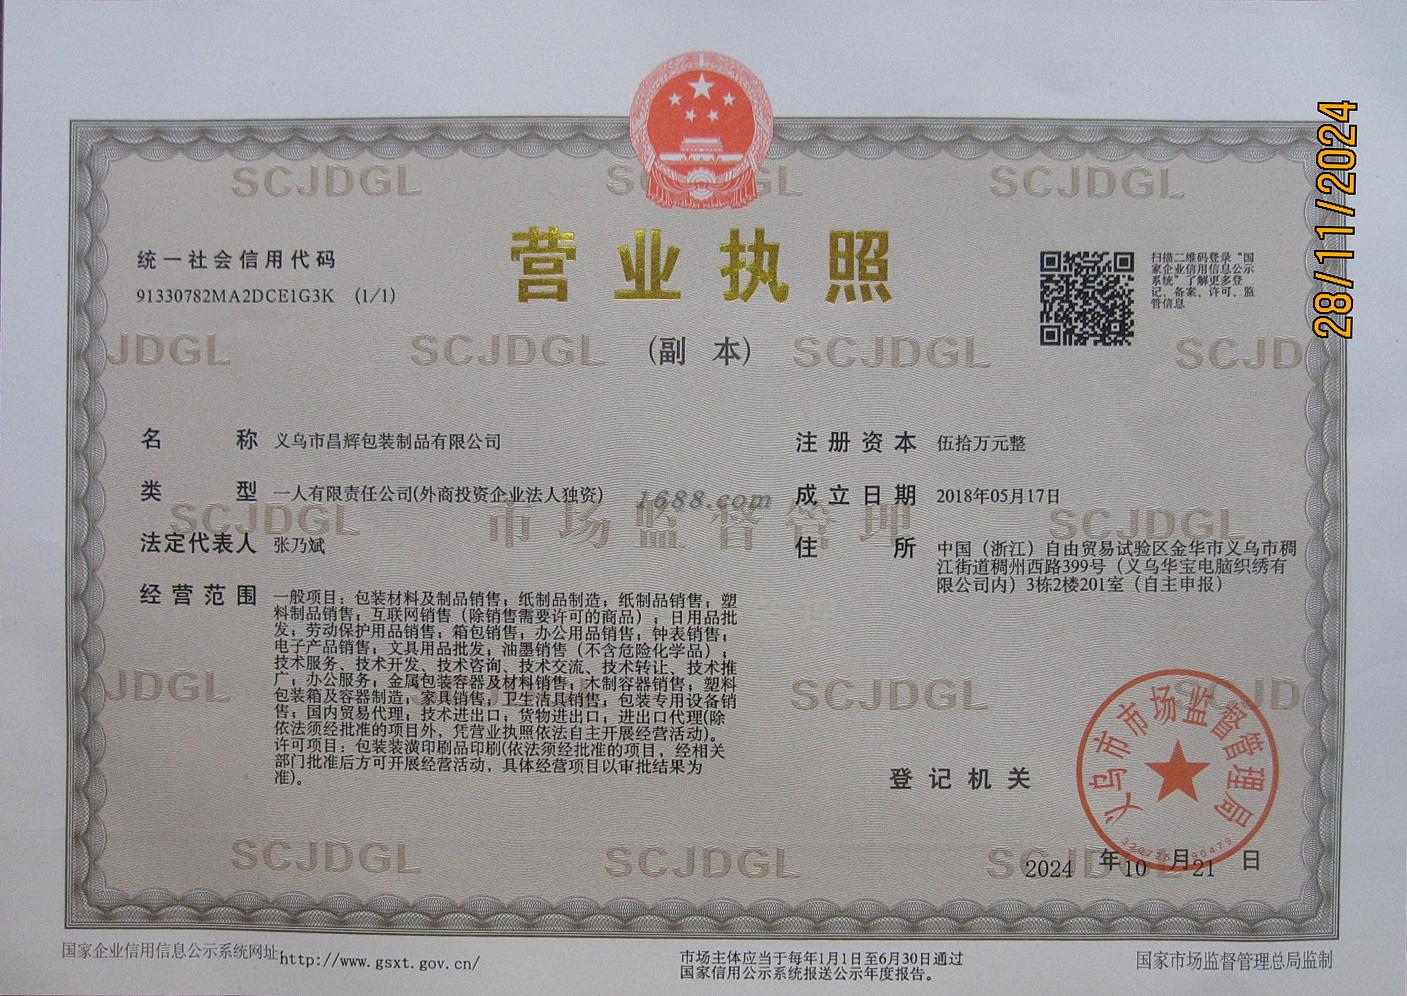 28/11/2024
营业执照
(副 本)
统一社会信用代码
91330782MA2DCE1G3K (1/1)
扫描二维码登录“国
家企业信用信息公示
系统”了解更多登
记、备案、许可、监
管信息
名 称 义乌市昌辉包装制品有限公司
类 型 一人有限责任公司(外商投资企业法人独资)
法定代表人 张乃斌
经营范围 一般项目：包装材料及制品销售；纸制品制造；纸制品销售；塑
料制品销售；互联网销售（除销售需要许可的商品）；日用品批
发；劳动保护用品销售；箱包销售；办公用品销售；钟表销售；
电子产品销售；文具用品批发；油墨销售（不含危险化学品）；
技术服务、技术开发、技术咨询、技术交流、技术转让、技术推
广；办公服务；金属包装容器及材料销售；木制容器销售；塑料
包装箱及容器制造；家具销售；卫生洁具销售；包装专用设备销
售；国内贸易代理；技术进出口；货物进出口；进出口代理(除
依法须经批准的项目外，凭营业执照依法自主开展经营活动)。
许可项目：包装装潢印刷品印刷(依法须经批准的项目，经相关
部门批准后方可开展经营活动，具体经营项目以审批结果为
准)。
注册资本 伍拾万元整
成立日期 2018年05月17日
住 所 中国（浙江）自由贸易试验区金华市义乌市稠
江街道稠州西路399号（义乌华宝电脑织绣有
限公司内）3栋2楼201室（自主申报）
1688.com
市场监督管理
SCJDGL
登记机关
义乌市市场监督管理局
2024 年10 月21 日
国家企业信用信息公示系统网址http://www.gsxt.gov.cn/
市场主体应当于每年1月1日至6月30日通过
国家信用公示系统报送公示年度报告。
国家市场监督管理总局监制